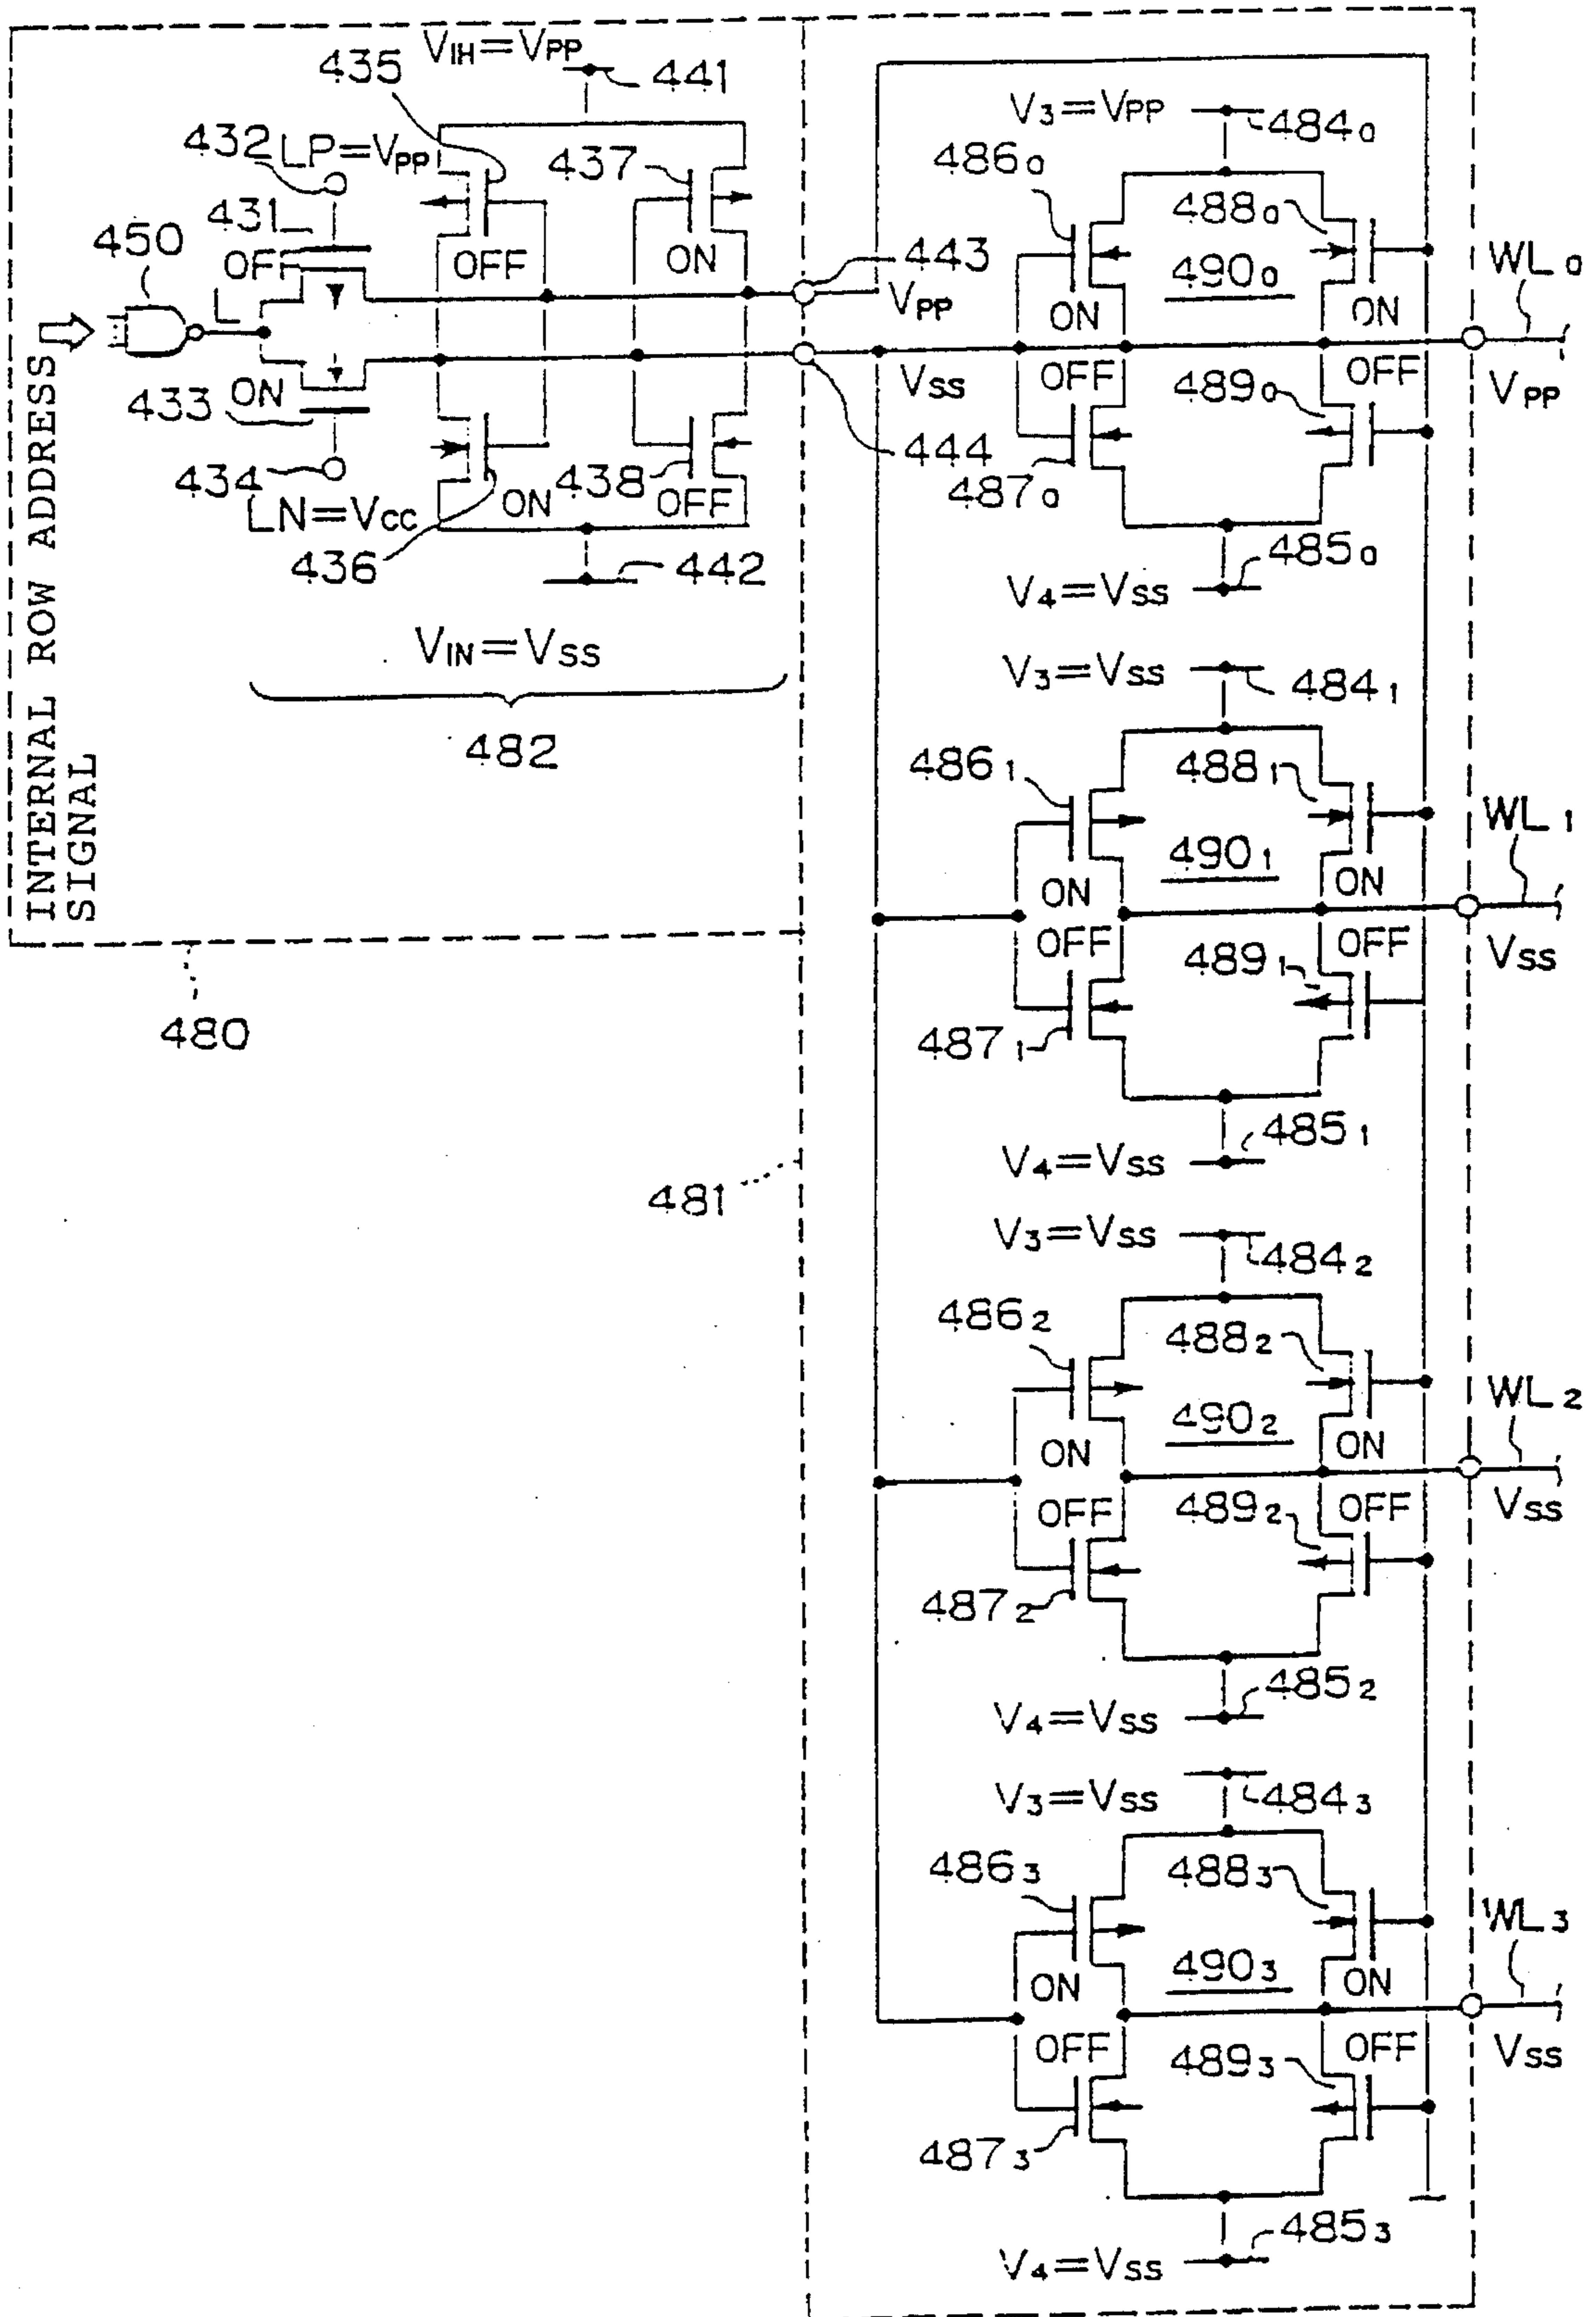 VIH=VPP
435
441
432 LP=VPP
437
431
450
OFF
OFF
ON
443
L
VPP
VSS
ON
433
434
LN=VCC
ON
438
OFF
444
436
442
VIN=VSS
482
INTERNAL ROW ADDRESS
SIGNAL
480
481
V3=VPP
4840
4860
4880
4900
ON
ON
WL0
OFF
OFF
4890
VPP
4870
4850
V4=VSS
V3=VSS
4841
4861
4881
4901
ON
ON
WL1
OFF
OFF
4891
VSS
4871
4851
V4=VSS
V3=VSS
4842
4862
4882
4902
ON
ON
WL2
OFF
OFF
4892
VSS
4872
4852
V4=VSS
V3=VSS
4843
4863
4883
4903
ON
ON
WL3
OFF
OFF
4893
VSS
4873
4853
V4=VSS